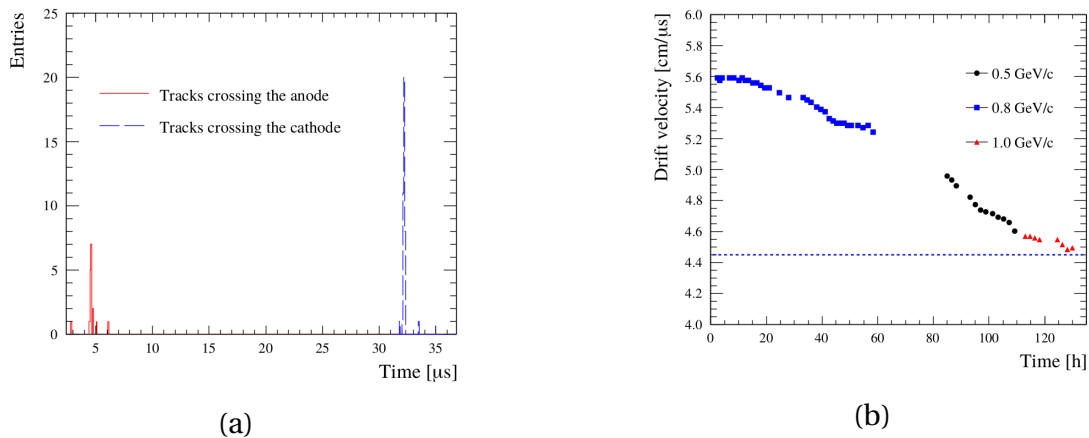 Entries
25
20
15
10
5
0
Tracks crossing the anode
Tracks crossing the cathode
5 10 15 20 25 30 35
Time [μs]
(a)
Drift velocity [cm/μs]
6.0
5.8
5.6
5.4
5.2
5.0
4.8
4.6
4.4
4.2
4.0
0.5 GeV/c
0.8 GeV/c
1.0 GeV/c
0 20 40 60 80 100 120
Time [h]
(b)